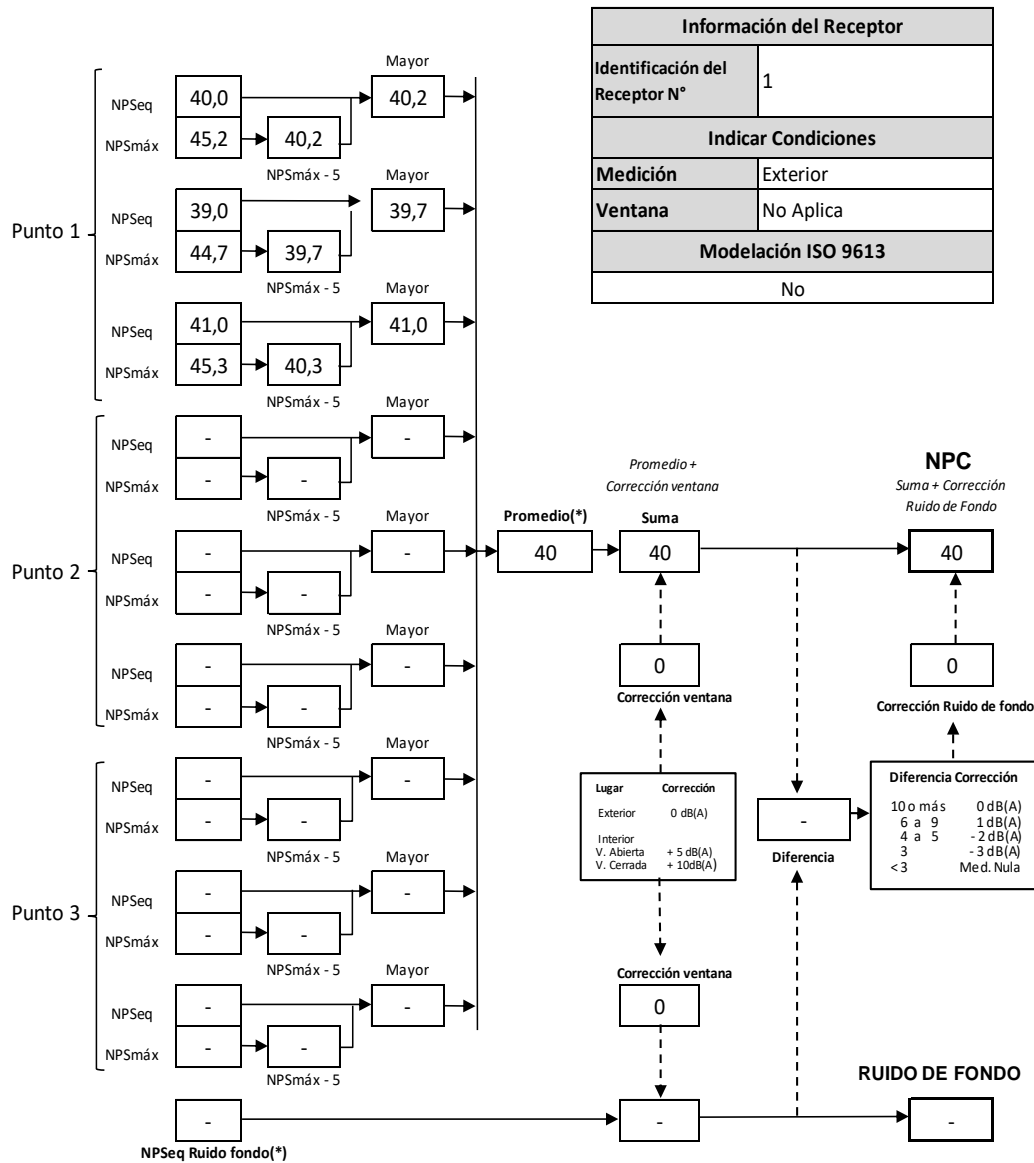 Información del Receptor
Identificación del Receptor N° 1
Indicar Condiciones
Medición Exterior
Ventana No Aplica
Modelación ISO 9613
No
Punto 1
Mayor
NPSeq 40,0 40,2
NPSmáx 45,2 40,2
NPSmáx - 5
Mayor
NPSeq 39,0 39,7
NPSmáx 44,7 39,7
NPSmáx - 5
Mayor
NPSeq 41,0 41,0
NPSmáx 45,3 40,3
NPSmáx - 5
Punto 2
Mayor
NPSeq - -
NPSmáx - -
NPSmáx - 5
Mayor
NPSeq - -
NPSmáx - -
NPSmáx - 5
Mayor
NPSeq - -
NPSmáx - -
NPSmáx - 5
Punto 3
Mayor
NPSeq - -
NPSmáx - -
NPSmáx - 5
Mayor
NPSeq - -
NPSmáx - -
NPSmáx - 5
Mayor
NPSeq - -
NPSmáx - -
NPSmáx - 5
-
NPSeq Ruido fondo(*)
Promedio(*)
40
Promedio +
Corrección ventana
Suma
40
0
Corrección ventana
Lugar Corrección
Exterior 0 dB(A)
Interior
V. Abierta + 5 dB(A)
V. Cerrada + 10dB(A)
Corrección ventana
0
-
NPC
Suma + Corrección
Ruido de Fondo
40
0
Corrección Ruido de fondo
-
Diferencia
Diferencia Corrección
10 o más 0 dB(A)
6 a 9 1 dB(A)
4 a 5 - 2 dB(A)
3 - 3 dB(A)
< 3 Med. Nula
RUIDO DE FONDO
-